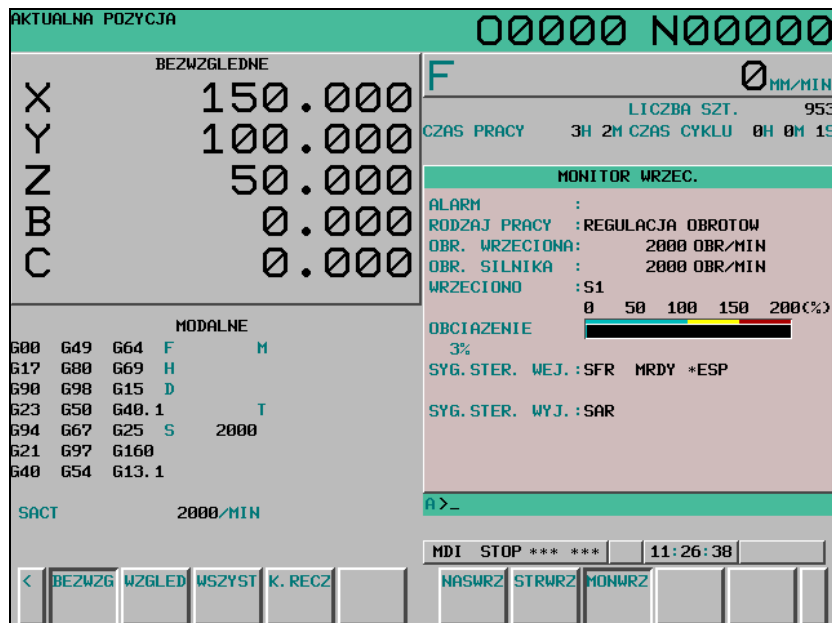 AKTUALNA POZYCJA
O0000 N00000
BEZWZGLEDNE
X 150.000
Y 100.000
Z 50.000
B 0.000
C 0.000
F 0 MM/MIN
LICZBA SZT. 953
CZAS PRACY 3H 2M CZAS CYKLU 0H 0M
MONITOR WRZEC.
ALARM :
RODZAJ PRACY :REGULACJA OBROTOW
OBR. WRZECIONA: 2000 OBR/MIN
OBR. SILNIKA : 2000 OBR/MIN
WRZECIONO :S1
0 50 100 150 200(%)
OBCIAZENIE
3%
SYG.STER. WEJ.:SFR MRDY *ESP
SYG.STER. WYJ.:SAR
MODALNE
G00 G49 G64 F M
G17 G80 G69 H
G90 G98 G15 D
G23 G50 G40.1 T
G94 G67 G25 S 2000
G21 G97 G160
G40 G54 G13.1
SACT 2000/MIN
A>_
MDI STOP *** *** 11:26:38
< BEZWZG WZGLED WSZYST K.RECZ
NASWRZ STRWRZ MONWRZ